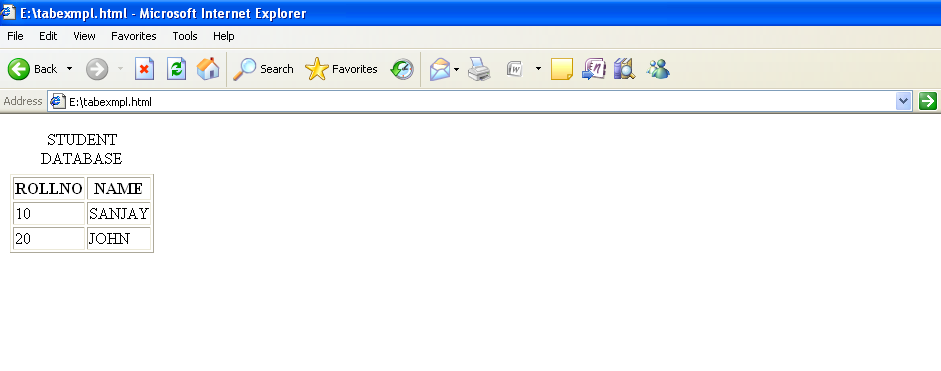 E:\tabexmpl.html - Microsoft Internet Explorer
File Edit View Favorites Tools Help
Back Search Favorites
Address E:\tabexmpl.html
STUDENT
DATABASE
ROLLNO NAME
10 SANJAY
20 JOHN